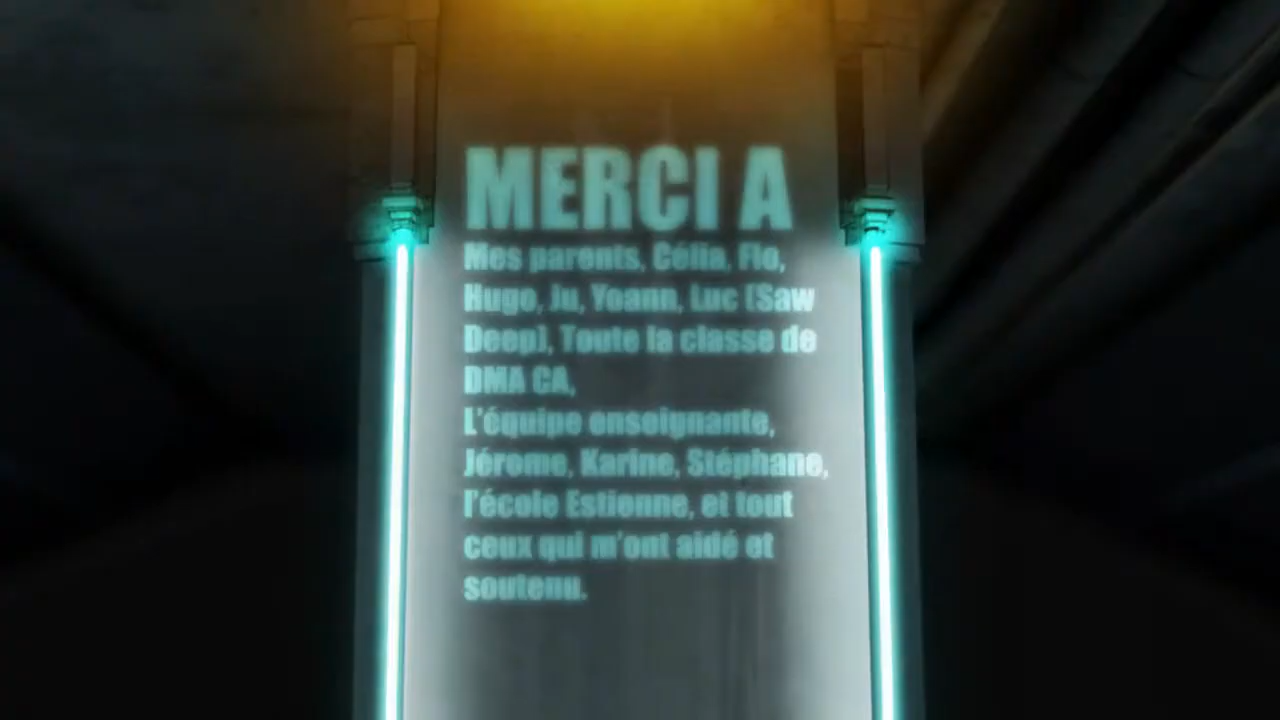 MERCI A
Mes parents, Célia, Flo,
Hugo, Ju, Yoann, Luc (Saw
Deep), Toute la classe de
DMA CA,
L'équipe enseignante,
Jérome, Karine, Stéphane,
l'école Estienne, et tout
ceux qui m'ont aidé et
soutenu.